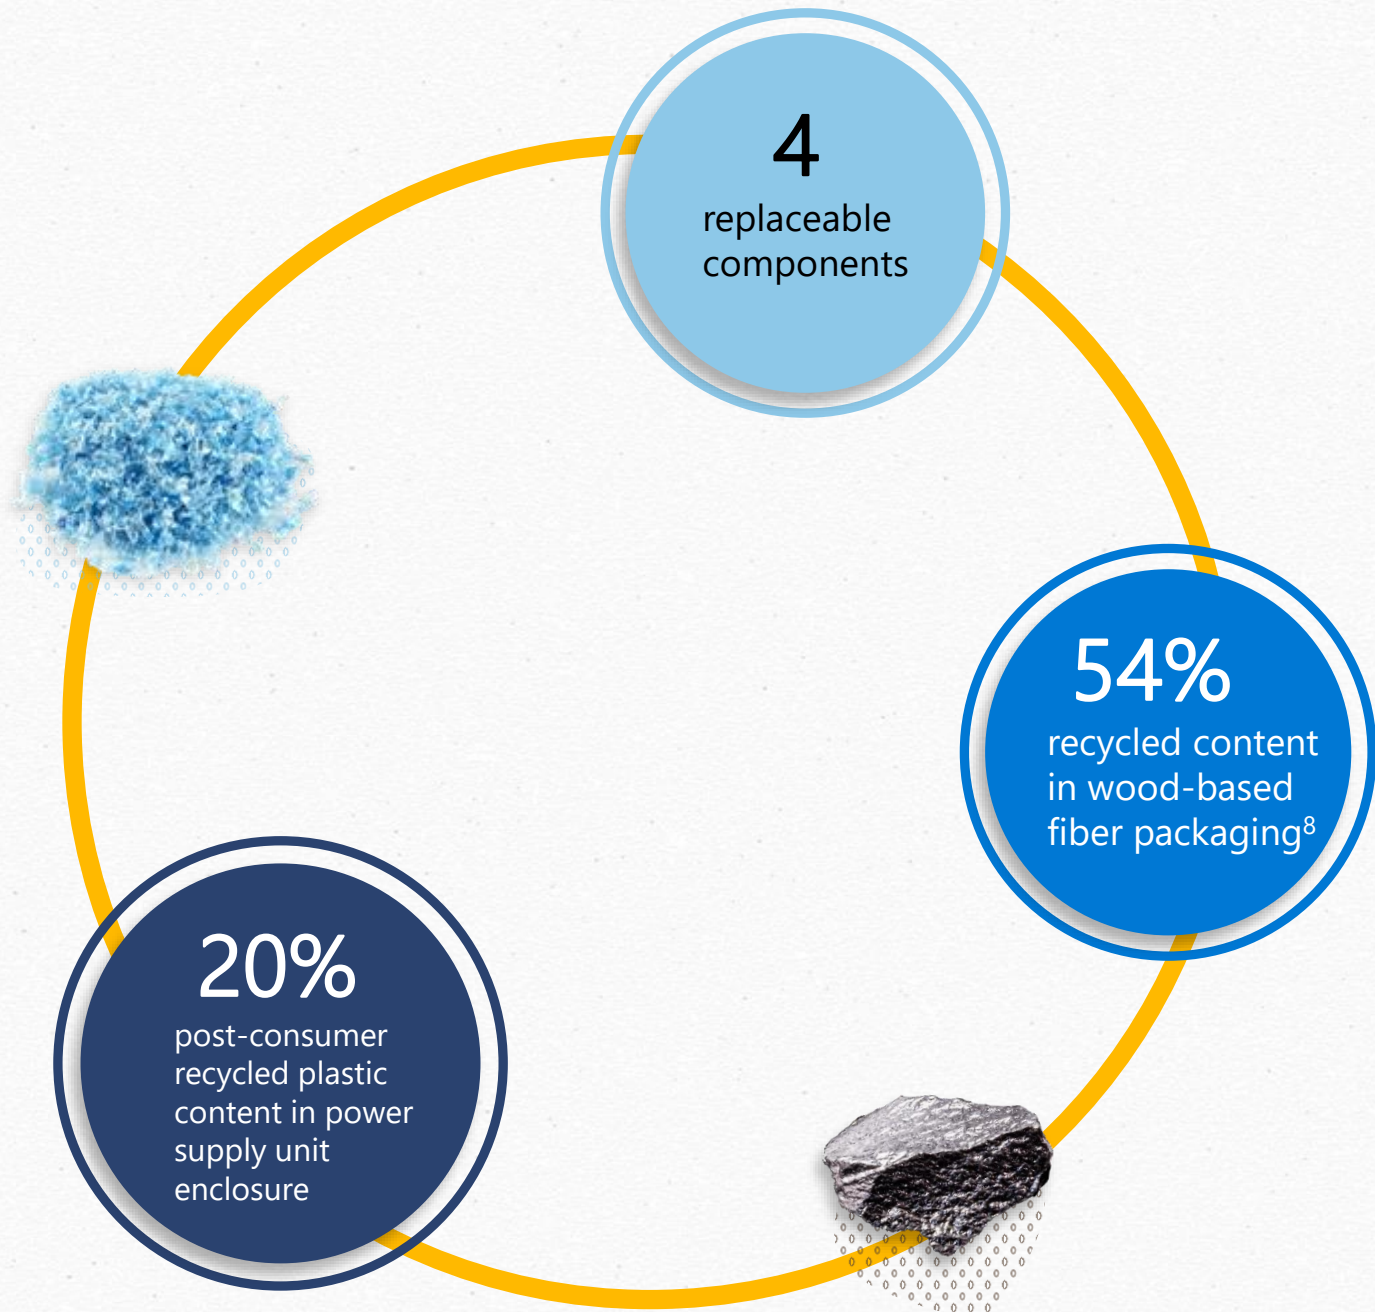 4
replaceable
components
54%
recycled content
in wood-based
fiber packaging⁸
20%
post-consumer
recycled plastic
content in power
supply unit
enclosure